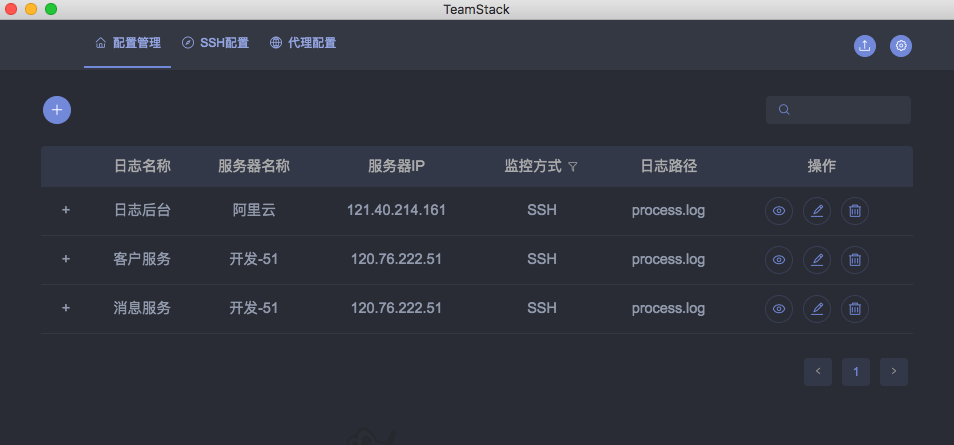 TeamStack
配置管理 SSH配置 代理配置
日志名称 服务器名称 服务器IP 监控方式 日志路径 操作
+ 日志后台 阿里云 121.40.214.161 SSH process.log
+ 客户服务 开发-51 120.76.222.51 SSH process.log
+ 消息服务 开发-51 120.76.222.51 SSH process.log
< 1 >